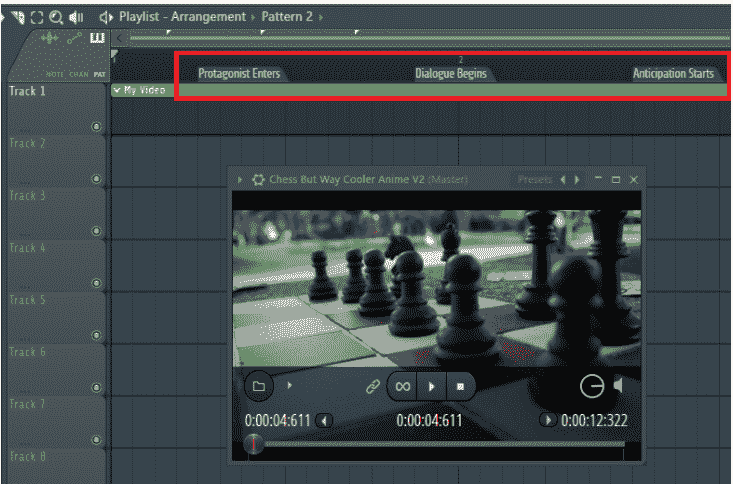 Playlist - Arrangement › Pattern 2 ›
NOTE CHAN PAT
2
Protagonist Enters Dialogue Begins Anticipation Starts
Track 1
My Video
Track 2
Track 3
Track 4
Track 5
Track 6
Track 7
Track 8
Chess But Way Cooler Anime V2 (Master) Presets
0:00:04:611 0:00:04:611 0:00:12:322